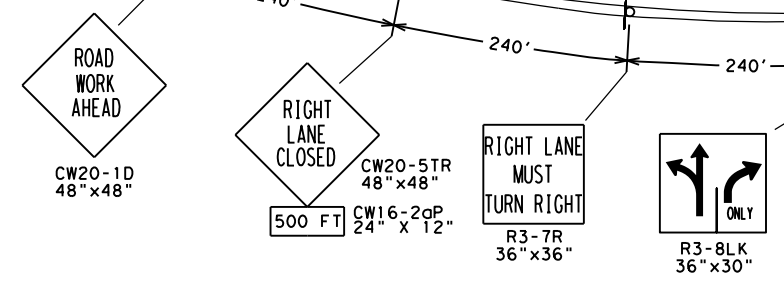 240'
240'
ROAD
WORK
AHEAD
CW20-1D
48"x48"
RIGHT
LANE
CLOSED
CW20-5TR
48"x48"
500 FT
CW16-2aP
24" X 12"
RIGHT LANE
MUST
TURN RIGHT
R3-7R
36"x36"
ONLY
R3-8LK
36"x30"